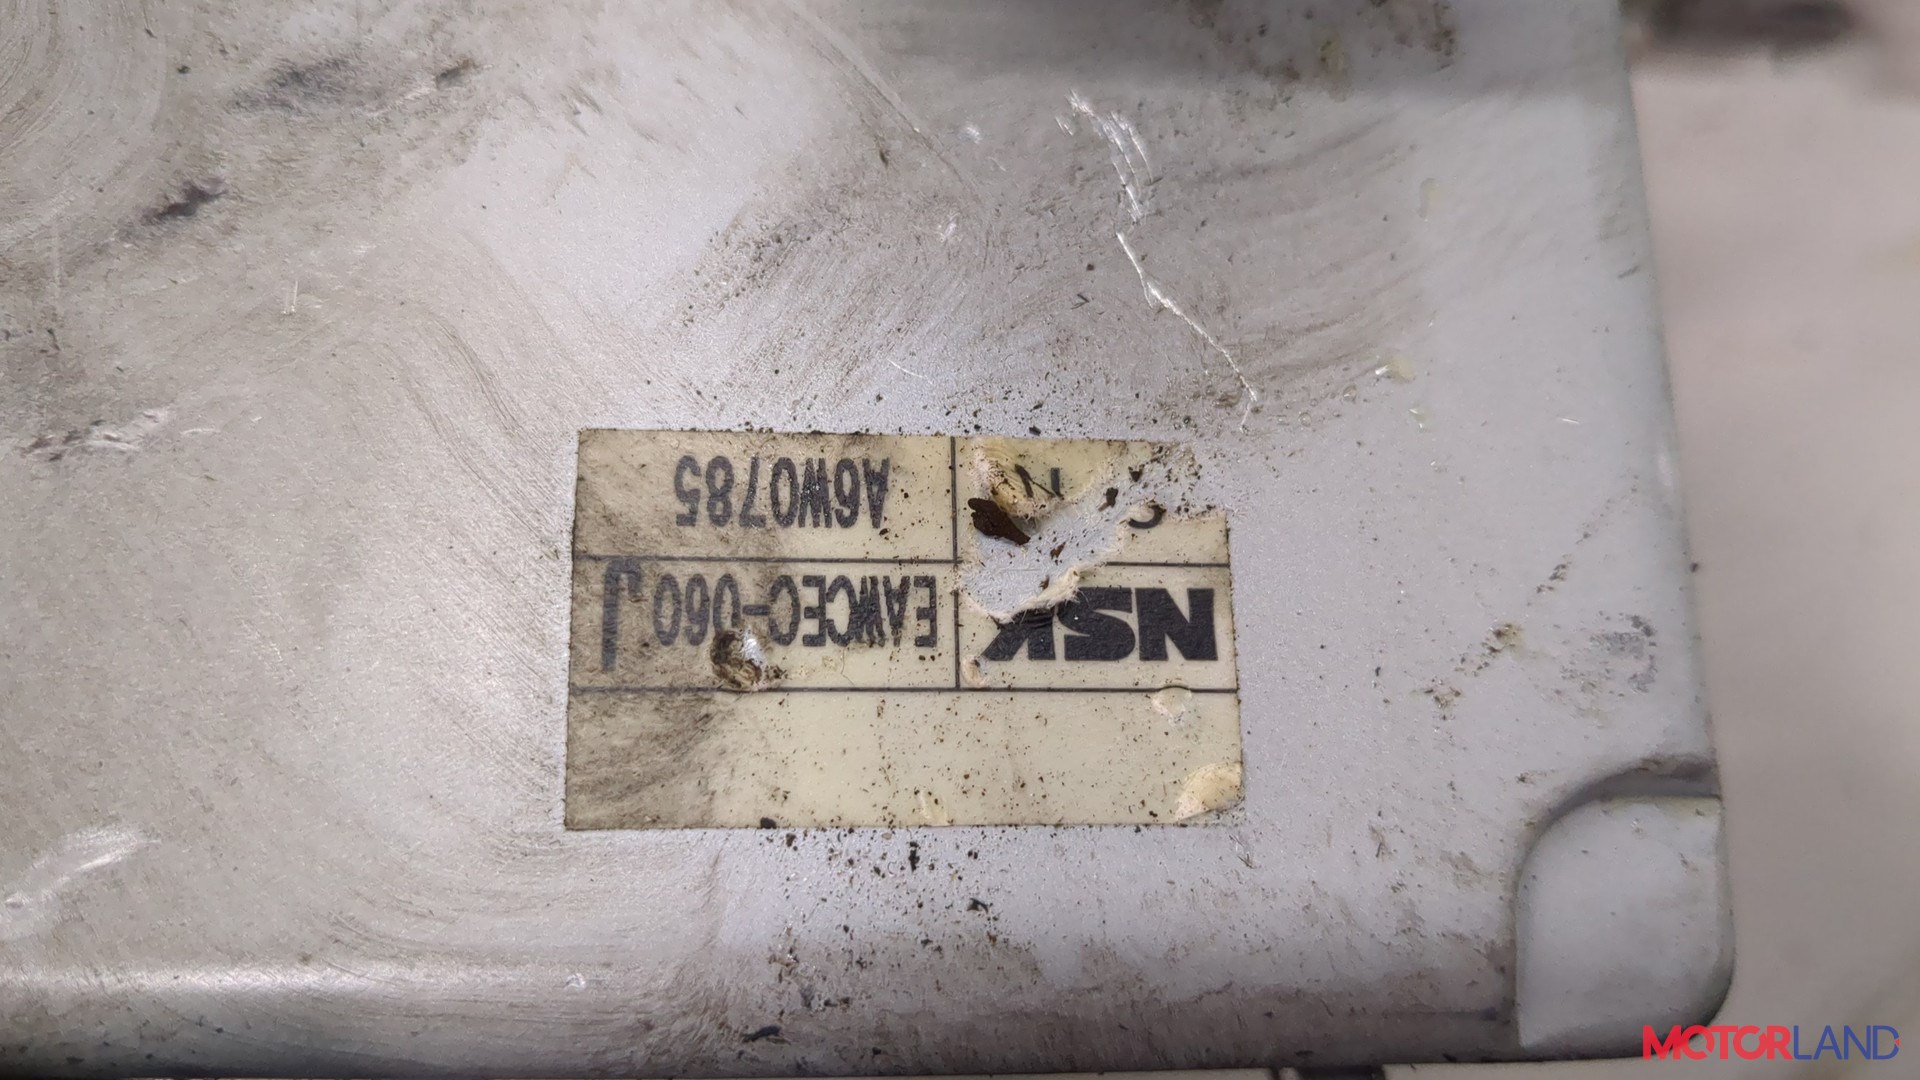 NSK EAWCEC-060 J
A6W0785
MOTORLAND